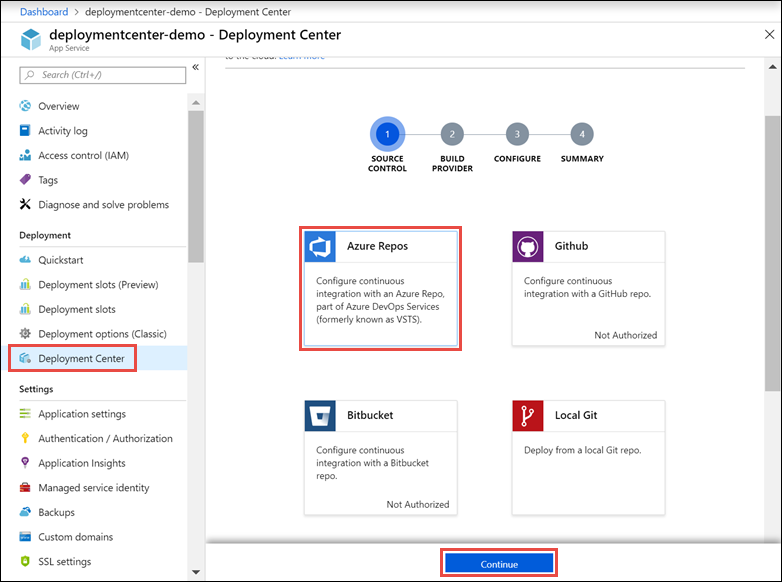 Dashboard > deploymentcenter-demo - Deployment Center
deploymentcenter-demo - Deployment Center
App Service
Search (Ctrl+/)
Overview
Activity log
Access control (IAM)
Tags
Diagnose and solve problems
Deployment
Quickstart
Deployment slots (Preview)
Deployment slots
Deployment options (Classic)
Deployment Center
Settings
Application settings
Authentication / Authorization
Application Insights
Managed service identity
Backups
Custom domains
SSL settings
to the cloud. Learn more
1
2
3
4
SOURCE
CONTROL
BUILD
PROVIDER
CONFIGURE
SUMMARY
Azure Repos
Configure continuous
integration with an Azure Repo,
part of Azure DevOps Services
(formerly known as VSTS).
Github
Configure continuous
integration with a GitHub repo.
Not Authorized
Bitbucket
Configure continuous
integration with a Bitbucket
repo.
Not Authorized
Local Git
Deploy from a local Git repo.
Continue